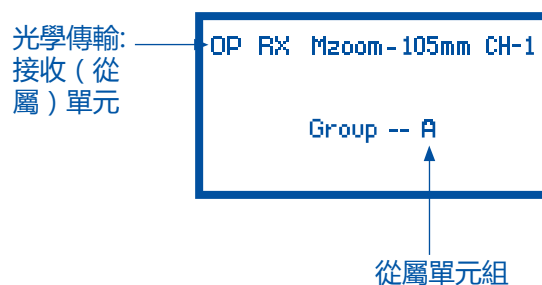 光學傳輸:
接收（從
屬）單元
OP RX Mzoom-105mm CH-1
Group -- A
從屬單元組